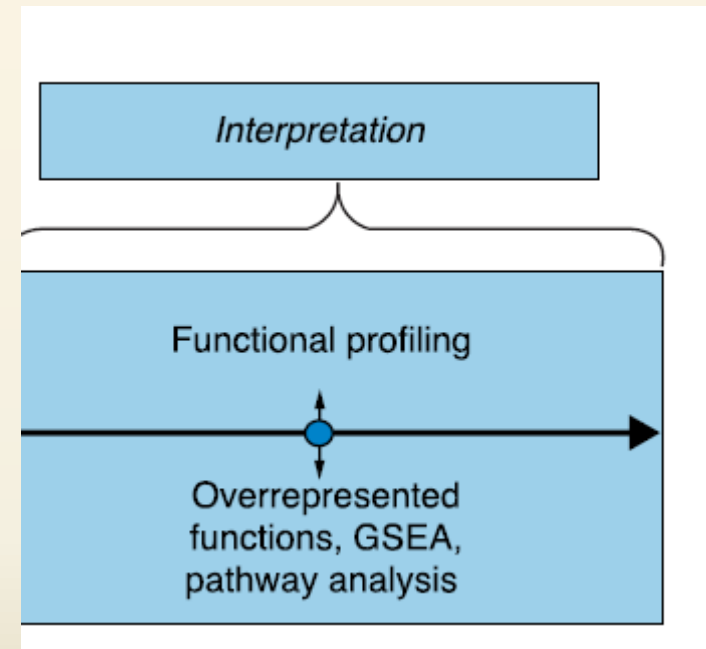 Interpretation
Functional profiling
Overrepresented
functions, GSEA,
pathway analysis